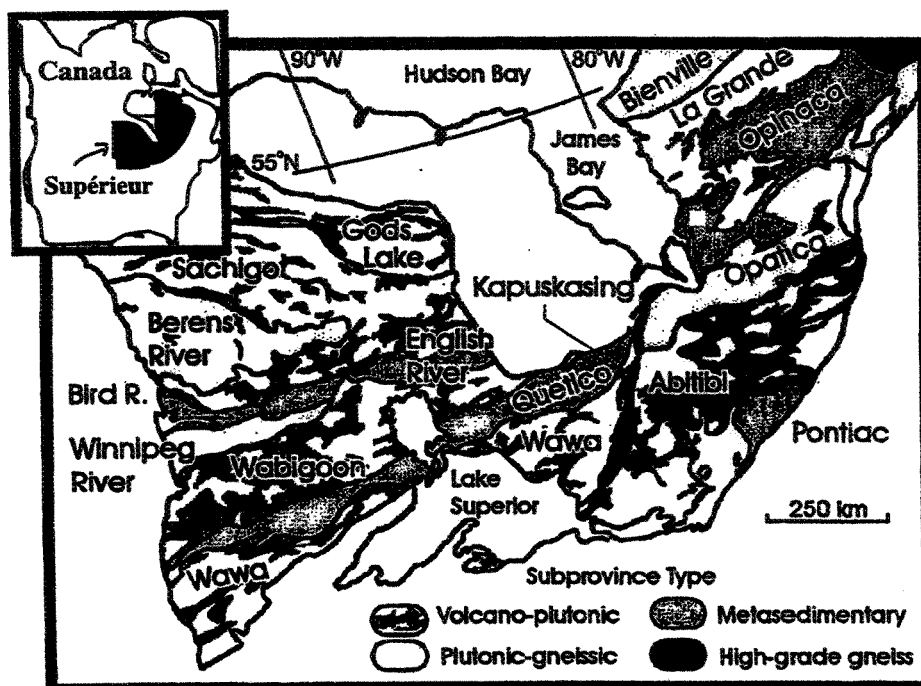 Canada
Supérieur
90°W
Hudson Bay
80°W
Bienville
La Grande
Opinaca
55°N
James
Bay
Gods
Lake
Sachigo
Opatica
Kapuskasing
Berens
River
English
River
Quetico
Abitibi
Bird R.
Winnipeg
River
Wabigoon
Wawa
Pontiac
Lake
Superior
250 km
Wawa
Subprovince Type
Volcano-plutonic
Metasedimentary
Plutonic-gneissic
High-grade gneiss